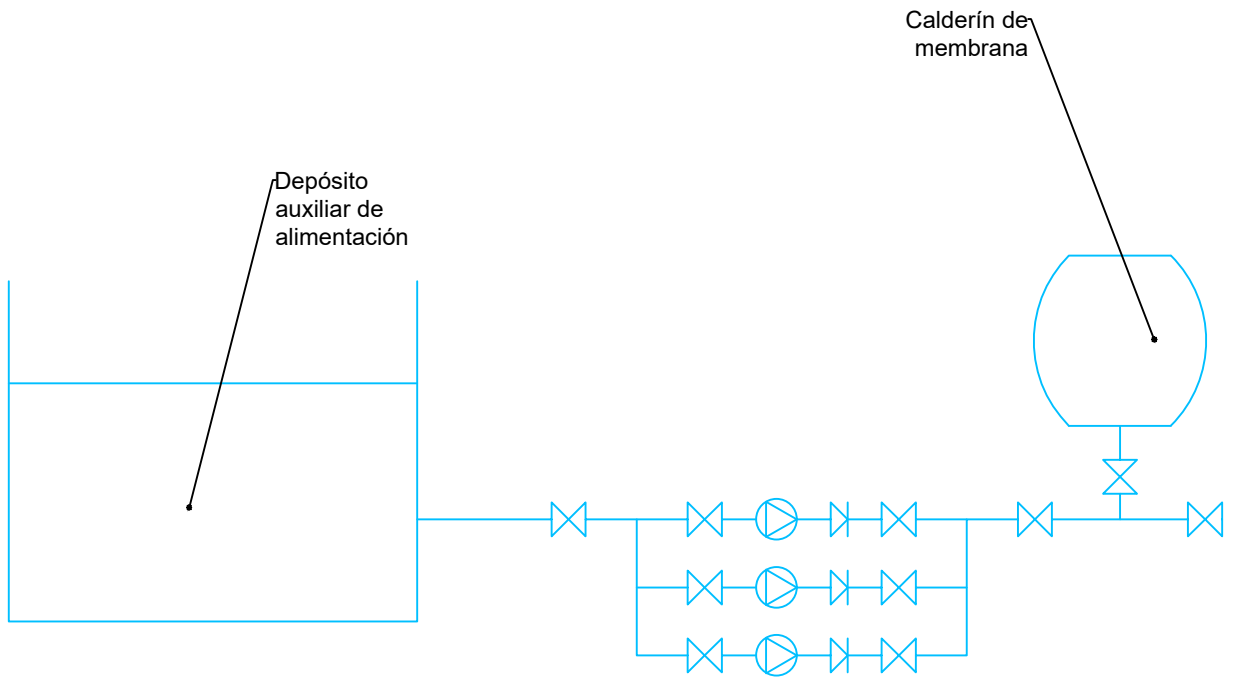 Calderín de
membrana
Depósito
auxiliar de
alimentación